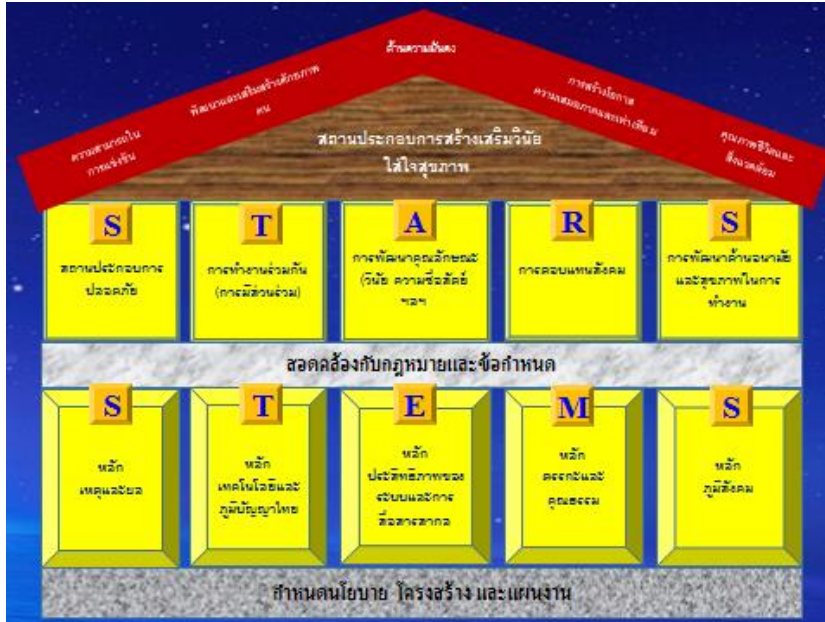 ด้านความมั่นคง
พัฒนาและเสริมสร้างศักยภาพ
คน
การสร้างโอกาส
ความเสมอภาคและเท่าเทียม
ความสามารถใน
การแข่งขัน
คุณภาพชีวิตและ
สิ่งแวดล้อม
สถานประกอบการสร้างเสริมวินัย
ใส่ใจสุขภาพ
S
T
A
R
S
สถานประกอบการ
ปลอดภัย
การทำงานร่วมกัน
(การมีส่วนร่วม)
การพัฒนาคุณลักษณะ
(วินัย ความซื่อสัตย์
ฯลฯ
การตอบแทนสังคม
การพัฒนาด้านอนามัย
และสุขภาพในการ
ทำงาน
สอดคล้องกับกฎหมายและข้อกำหนด
S
T
E
M
S
หลัก
เหตุและผล
หลัก
เทคโนโลยีและ
ภูมิปัญญาไทย
หลัก
ประสิทธิภาพของ
ระบบและการ
สื่อสารสากล
หลัก
ตรรกะและ
คุณธรรม
หลัก
ภูมิสังคม
กำหนดนโยบาย โครงสร้าง และแผนงาน